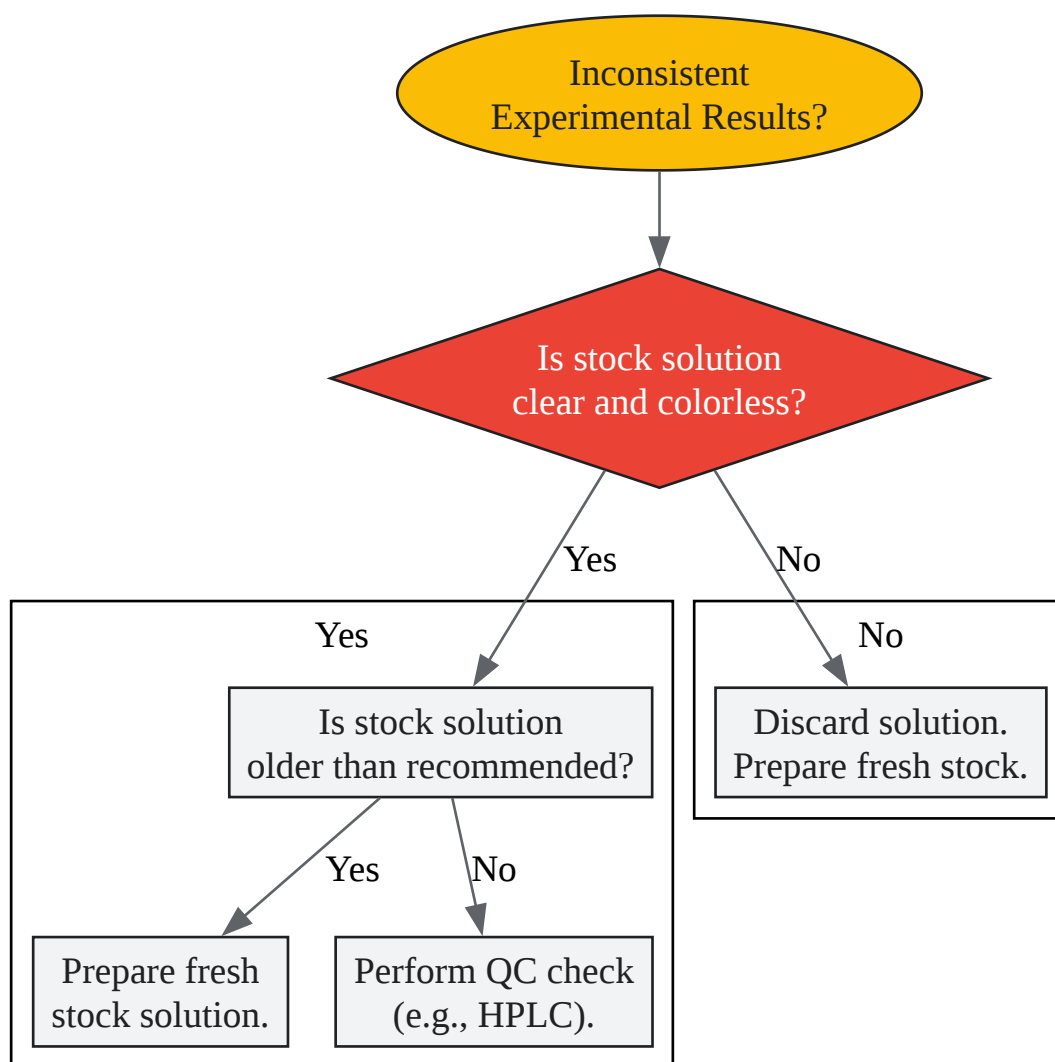 Inconsistent
Experimental Results?
Is stock solution
clear and colorless?
Yes
No
Yes
No
Is stock solution
older than recommended?
Discard solution.
Prepare fresh stock.
Yes
No
Prepare fresh
stock solution.
Perform QC check
(e.g., HPLC).